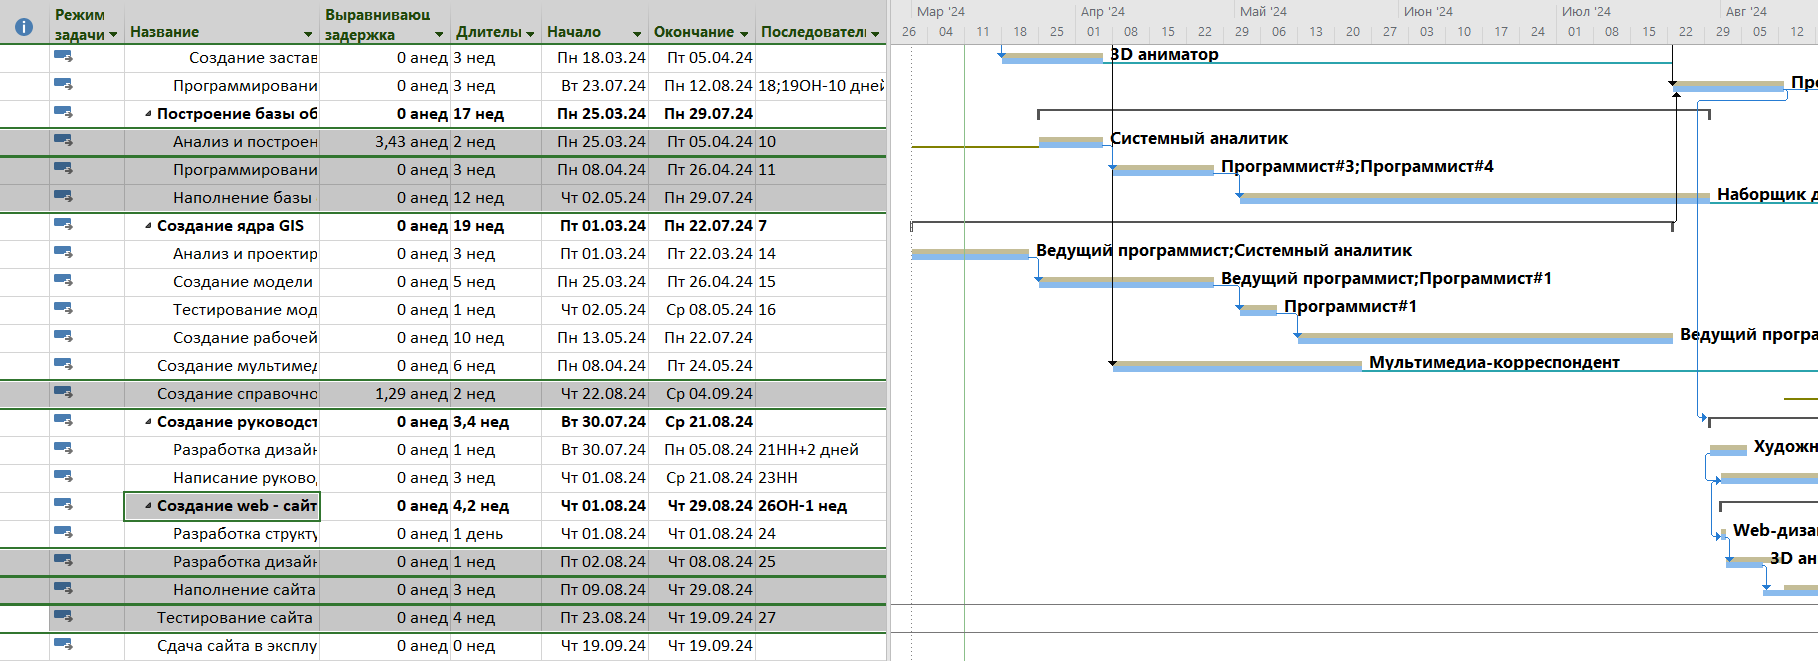 Режим задачи Название Выравнивающ задержка Длителы Начало Окончание Последовател
Мар '24 Апр '24 Май '24 Июн '24 Июл '24 Авг '24
26 04 11 18 25 01 08 15 22 29 06 13 20 27 03 10 17 24 01 08 15 22 29 05 12
Создание застав 0 анед 3 нед Пн 18.03.24 Пт 05.04.24 3D аниматор
Программировани 0 анед 3 нед Вт 23.07.24 Пн 12.08.24 18;19ОН-10 дней Про
Построение базы об 0 анед 17 нед Пн 25.03.24 Пн 29.07.24
Анализ и построен 3,43 анед 2 нед Пн 25.03.24 Пт 05.04.24 10 Системный аналитик
Программировани 0 анед 3 нед Пн 08.04.24 Пт 26.04.24 11 Программист#3;Программист#4
Наполнение базы 0 анед 12 нед Чт 02.05.24 Пн 29.07.24 Наборщик д
Создание ядра GIS 0 анед 19 нед Пт 01.03.24 Пн 22.07.24 7
Анализ и проектир 0 анед 3 нед Пт 01.03.24 Пт 22.03.24 14 Ведущий программист;Системный аналитик
Создание модели 0 анед 5 нед Пн 25.03.24 Пт 26.04.24 15 Ведущий программист;Программист#1
Тестирование мод 0 анед 1 нед Чт 02.05.24 Ср 08.05.24 16 Программист#1
Создание рабочей 0 анед 10 нед Пн 13.05.24 Пн 22.07.24 Ведущий програ
Создание мультимед 0 анед 6 нед Пн 08.04.24 Пт 24.05.24 Мультимедиа-корреспондент
Создание справочно 1,29 анед 2 нед Чт 22.08.24 Ср 04.09.24
Создание руководст 0 анед 3,4 нед Вт 30.07.24 Ср 21.08.24
Разработка дизайн 0 анед 1 нед Вт 30.07.24 Пн 05.08.24 21НН+2 дней Художн
Написание руково, 0 анед 3 нед Чт 01.08.24 Ср 21.08.24 23НН
Создание web - сайт 0 анед 4,2 нед Чт 01.08.24 Чт 29.08.24 26ОН-1 нед
Разработка структу 0 анед 1 день Чт 01.08.24 Чт 01.08.24 24 Web-диза
Разработка дизайн 0 анед 1 нед Пт 02.08.24 Чт 08.08.24 25 3D ан
Наполнение сайта 0 анед 3 нед Пт 09.08.24 Чт 29.08.24
Тестирование сайта 0 анед 4 нед Пт 23.08.24 Чт 19.09.24 27
Сдача сайта в эксплу 0 анед 0 нед Чт 19.09.24 Чт 19.09.24